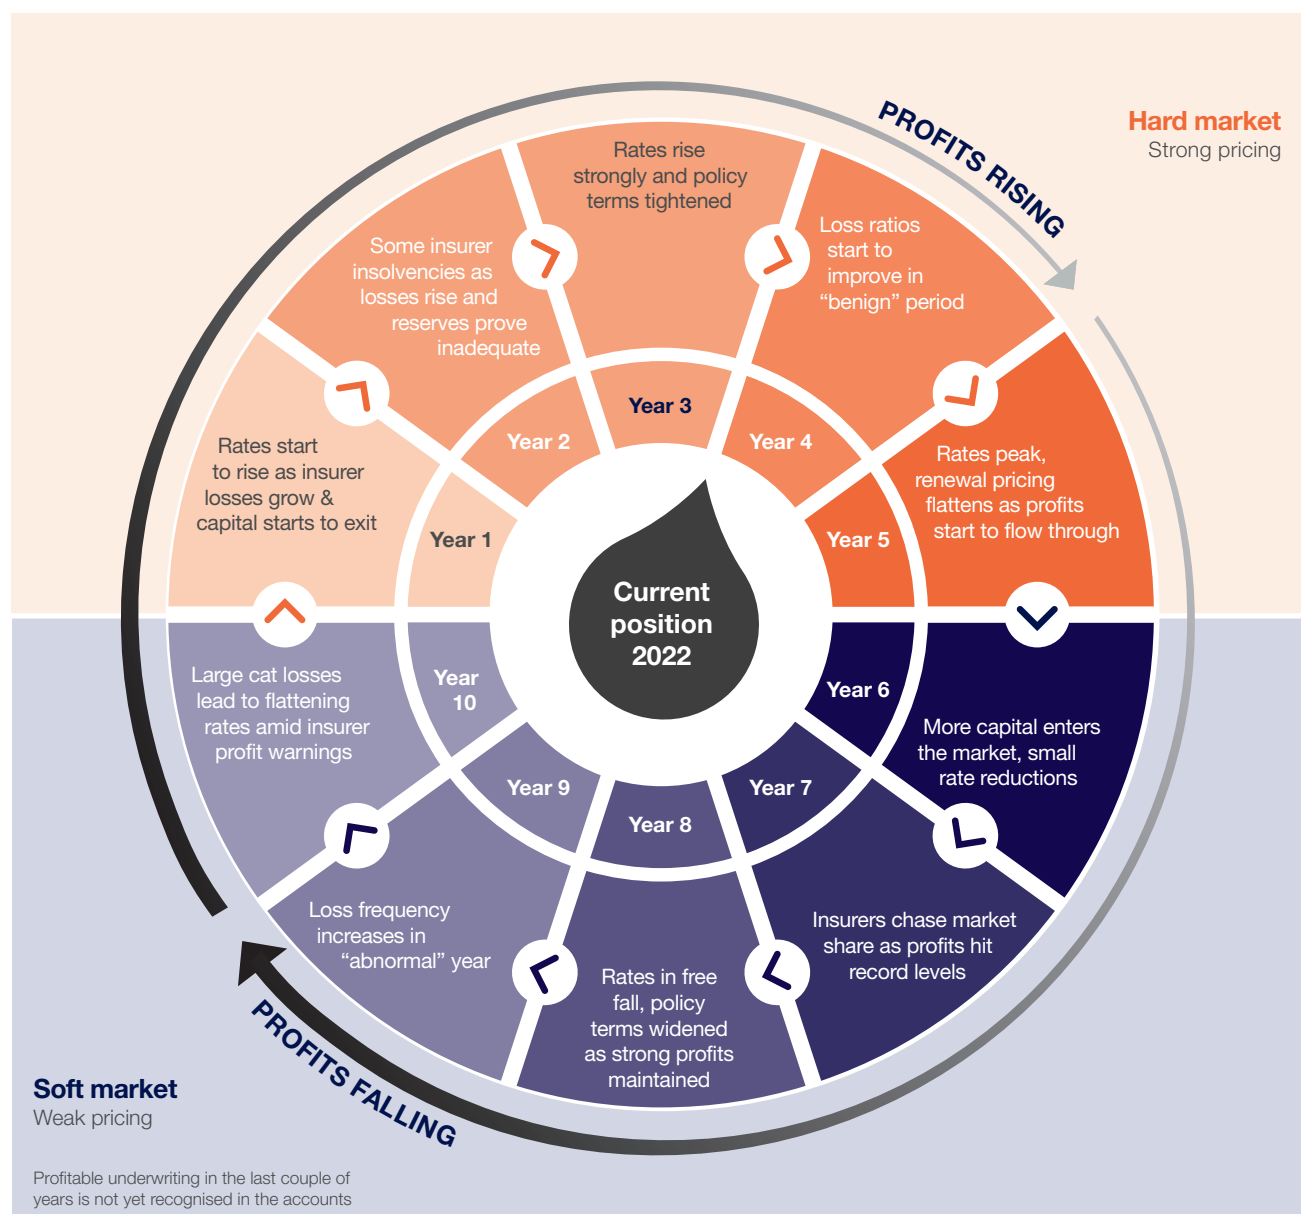 PROFITS RISING
Hard market
Strong pricing
Rates start
to rise as insurer
losses grow &
capital starts to exit
Year 1
Some insurer
insolvencies as
losses rise and
reserves prove
inadequate
Year 2
Rates rise
strongly and policy
terms tightened
Year 3
Loss ratios
start to
improve in
“benign” period
Year 4
Rates peak,
renewal pricing
flattens as profits
start to flow through
Year 5
Current
position
2022
Year 6
More capital enters
the market, small
rate reductions
Year 7
Insurers chase market
share as profits hit
record levels
Year 8
Rates in free
fall, policy
terms widened
as strong profits
maintained
Year 9
Loss frequency
increases in
“abnormal” year
Year
10
Large cat losses
lead to flattening
rates amid insurer
profit warnings
PROFITS FALLING
Soft market
Weak pricing
Profitable underwriting in the last couple of
years is not yet recognised in the accounts